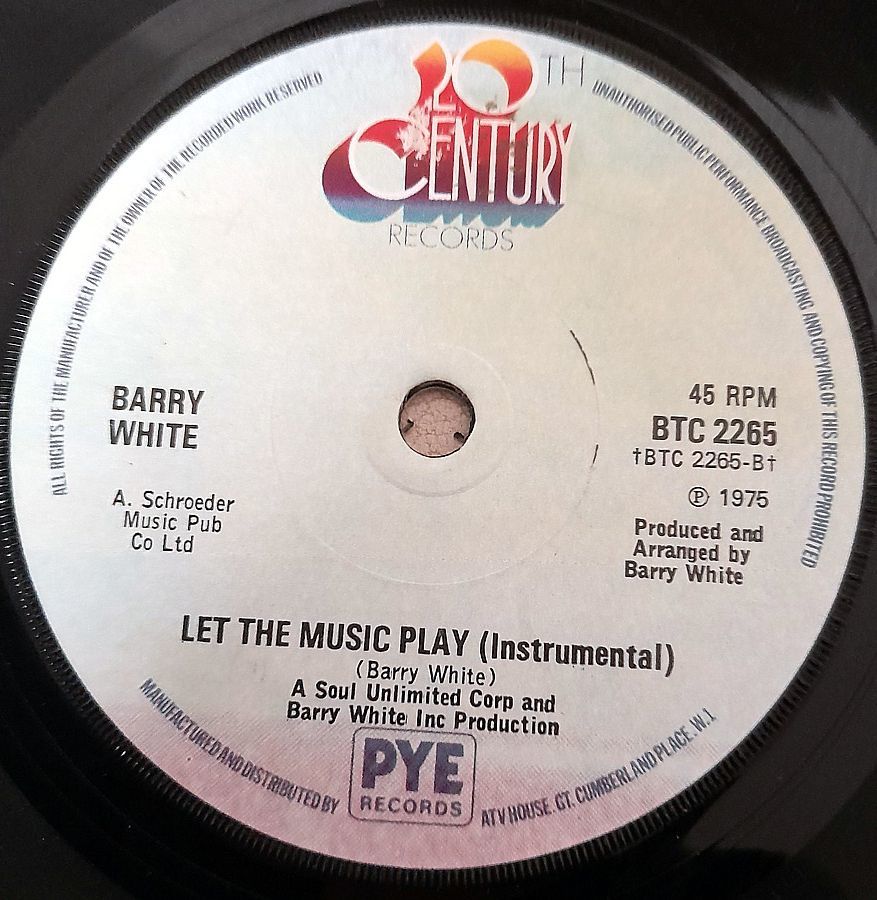 20TH
CENTURY
RECORDS
ALL RIGHTS OF THE MANUFACTURER AND OF THE OWNER OF THE RECORDED WORK RESERVED
UNAUTHORISED PUBLIC PERFORMANCE BROADCASTING AND COPYING OF THIS RECORD PROHIBITED
BARRY
WHITE
A. Schroeder
Music Pub
Co Ltd
45 RPM
BTC 2265
†BTC 2265-B†
℗ 1975
Produced and
Arranged by
Barry White
LET THE MUSIC PLAY (Instrumental)
(Barry White)
A Soul Unlimited Corp and
Barry White Inc Production
MANUFACTURED AND DISTRIBUTED BY
PYE
RECORDS
ATV HOUSE. GT. CUMBERLAND PLACE. W.1